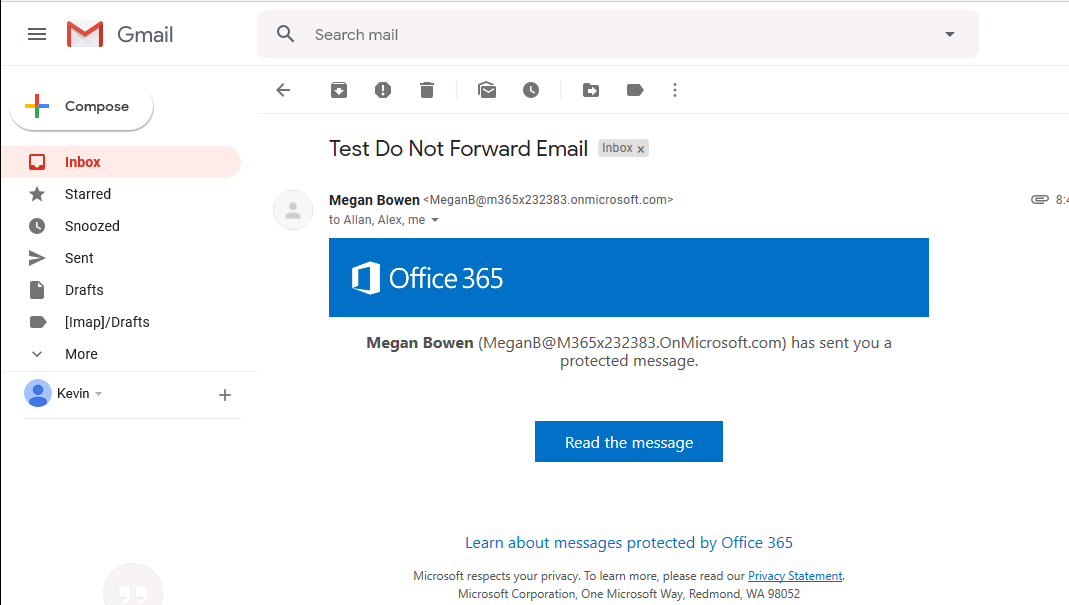 Gmail
Search mail
Compose
Test Do Not Forward Email Inbox x
Inbox
Megan Bowen <MeganB@m365x232383.onmicrosoft.com> 8:4
Starred
to Allan, Alex, me
Snoozed
Sent
Office 365
Drafts
[Imap]/Drafts
Megan Bowen (MeganB@M365x232383.OnMicrosoft.com) has sent you a
protected message.
More
Kevin
Read the message
Learn about messages protected by Office 365
Microsoft respects your privacy. To learn more, please read our Privacy Statement.
Microsoft Corporation, One Microsoft Way, Redmond, WA 98052